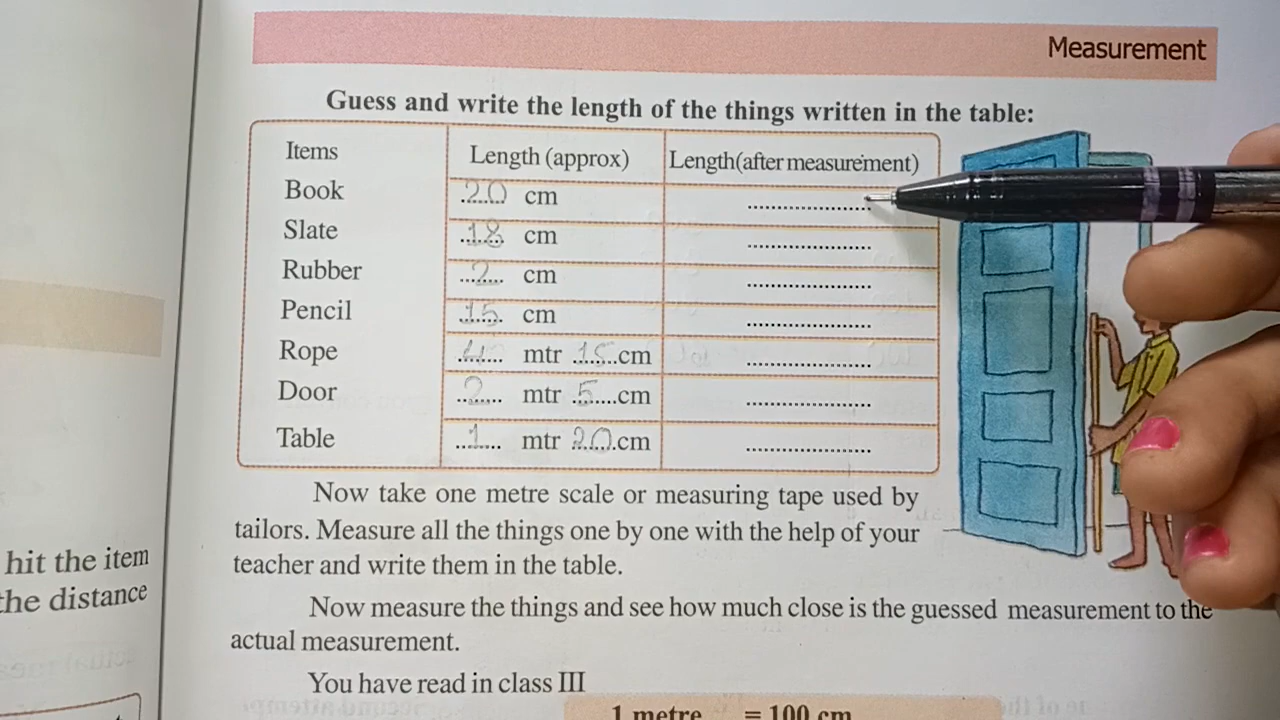 Measurement
Guess and write the length of the things written in the table:
Items Length (approx) Length(after measurement)
Book ..20.. cm ......................
Slate ..18.. cm ......................
Rubber ..2.... cm ......................
Pencil ..15... cm ......................
Rope ..4.... mtr 15...cm ......................
Door ..2.... mtr .5....cm ......................
Table ..1.... mtr 20.cm ......................
Now take one metre scale or measuring tape used by
tailors. Measure all the things one by one with the help of your
teacher and write them in the table.
Now measure the things and see how much close is the guessed measurement to the
actual measurement.
You have read in class III
1 metre = 100 cm
hit the item
the distance